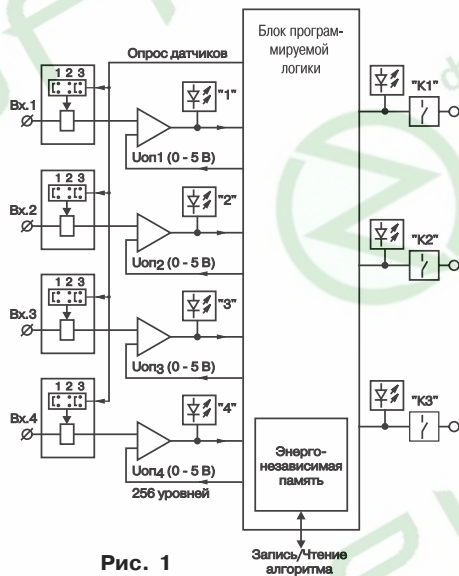 Блок програм-
мируемой
логики
Опрос датчиков
1 2 3
Вх.1
"1"
Uоп1 (0 - 5 В)
"К1"
1 2 3
Вх.2
"2"
Uоп2 (0 - 5 В)
"К2"
1 2 3
Вх.3
"3"
Uоп3 (0 - 5 В)
1 2 3
Вх.4
"4"
Uоп4 (0 - 5 В)
256 уровней
"К3"
Энерго-
независимая
память
Запись/Чтение
алгоритма
Рис. 1